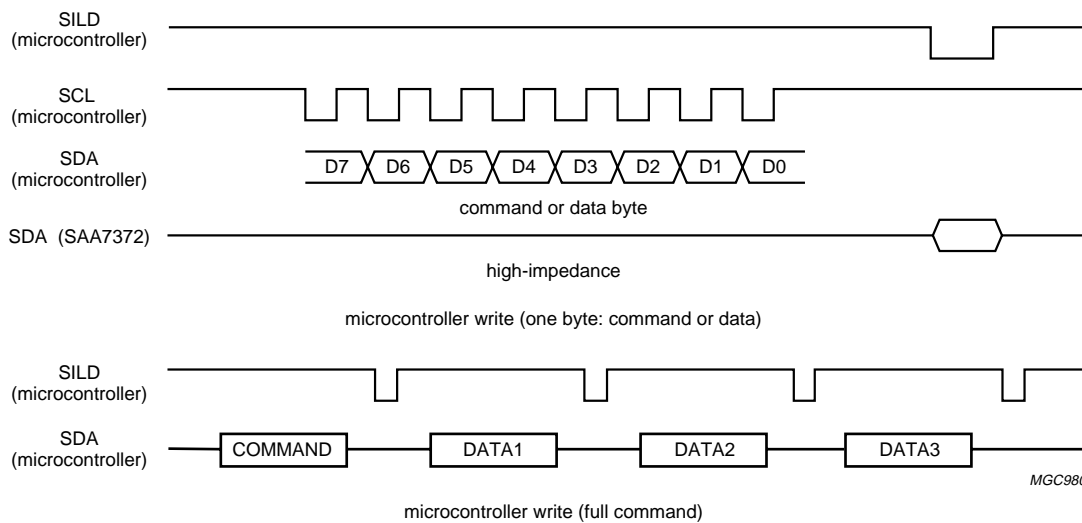 SILD
(microcontroller)
SCL
(microcontroller)
SDA
(microcontroller)
D7 D6 D5 D4 D3 D2 D1 D0
command or data byte
SDA (SAA7372)
high-impedance
microcontroller write (one byte: command or data)
SILD
(microcontroller)
SDA
(microcontroller)
COMMAND DATA1 DATA2 DATA3
MGC980
microcontroller write (full command)